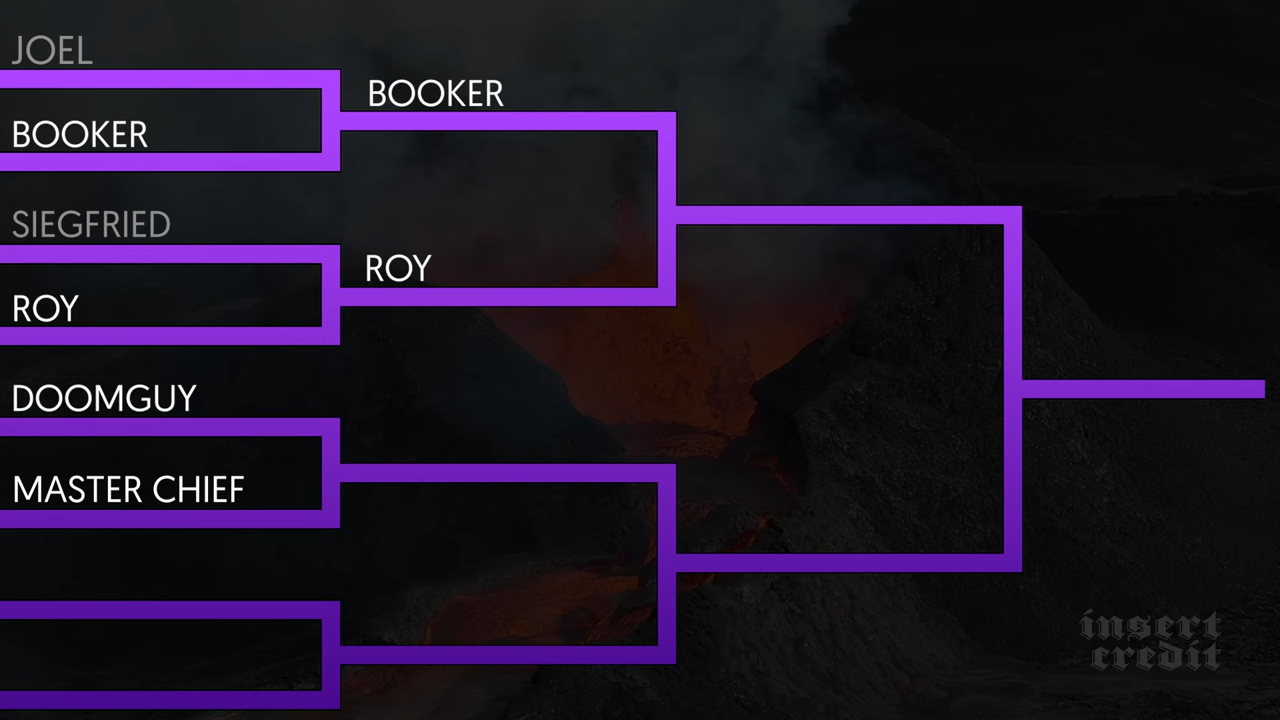 JOEL
BOOKER
BOOKER
SIEGFRIED
ROY
ROY
DOOMGUY
MASTER CHIEF
insert
credit